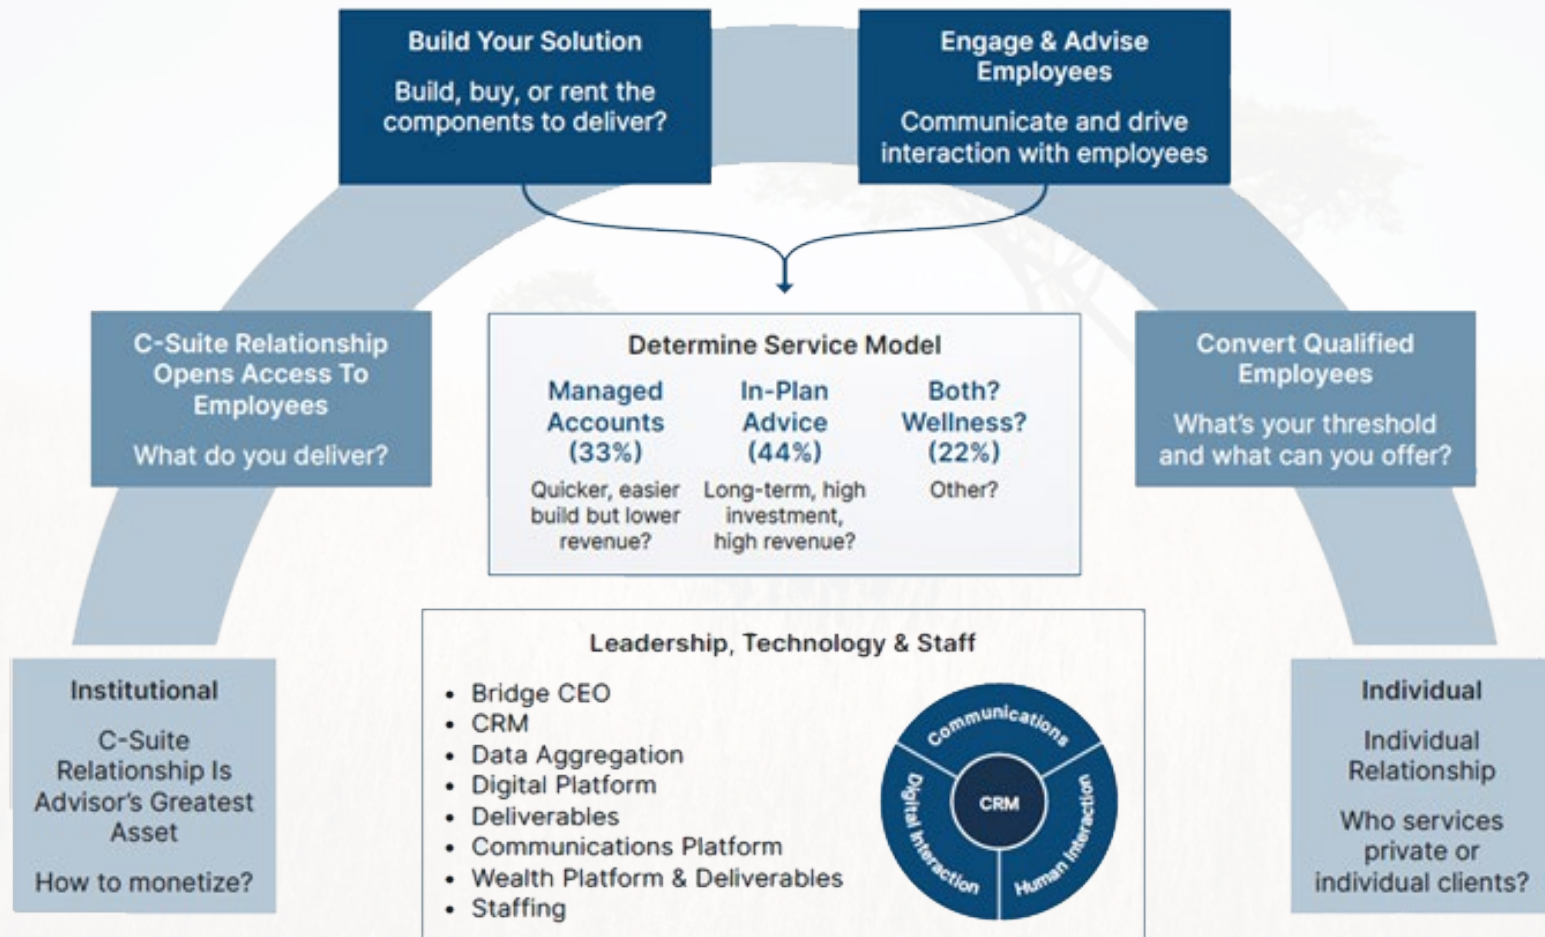 Build Your Solution
Build, buy, or rent the
components to deliver?
Engage & Advise
Employees
Communicate and drive
interaction with employees
C-Suite Relationship
Opens Access To
Employees
What do you deliver?
Determine Service Model
Managed
Accounts
(33%)
Quicker, easier
build but lower
revenue?
In-Plan
Advice
(44%)
Long-term, high
investment,
high revenue?
Both?
Wellness?
(22%)
Other?
Convert Qualified
Employees
What's your threshold
and what can you offer?
Institutional
C-Suite
Relationship Is
Advisor's Greatest
Asset
How to monetize?
Leadership, Technology & Staff
• Bridge CEO
• CRM
• Data Aggregation
• Digital Platform
• Deliverables
• Communications Platform
• Wealth Platform & Deliverables
• Staffing
Communications
Digital Interaction
CRM
Human Interaction
Individual
Individual
Relationship
Who services
private or
individual clients?